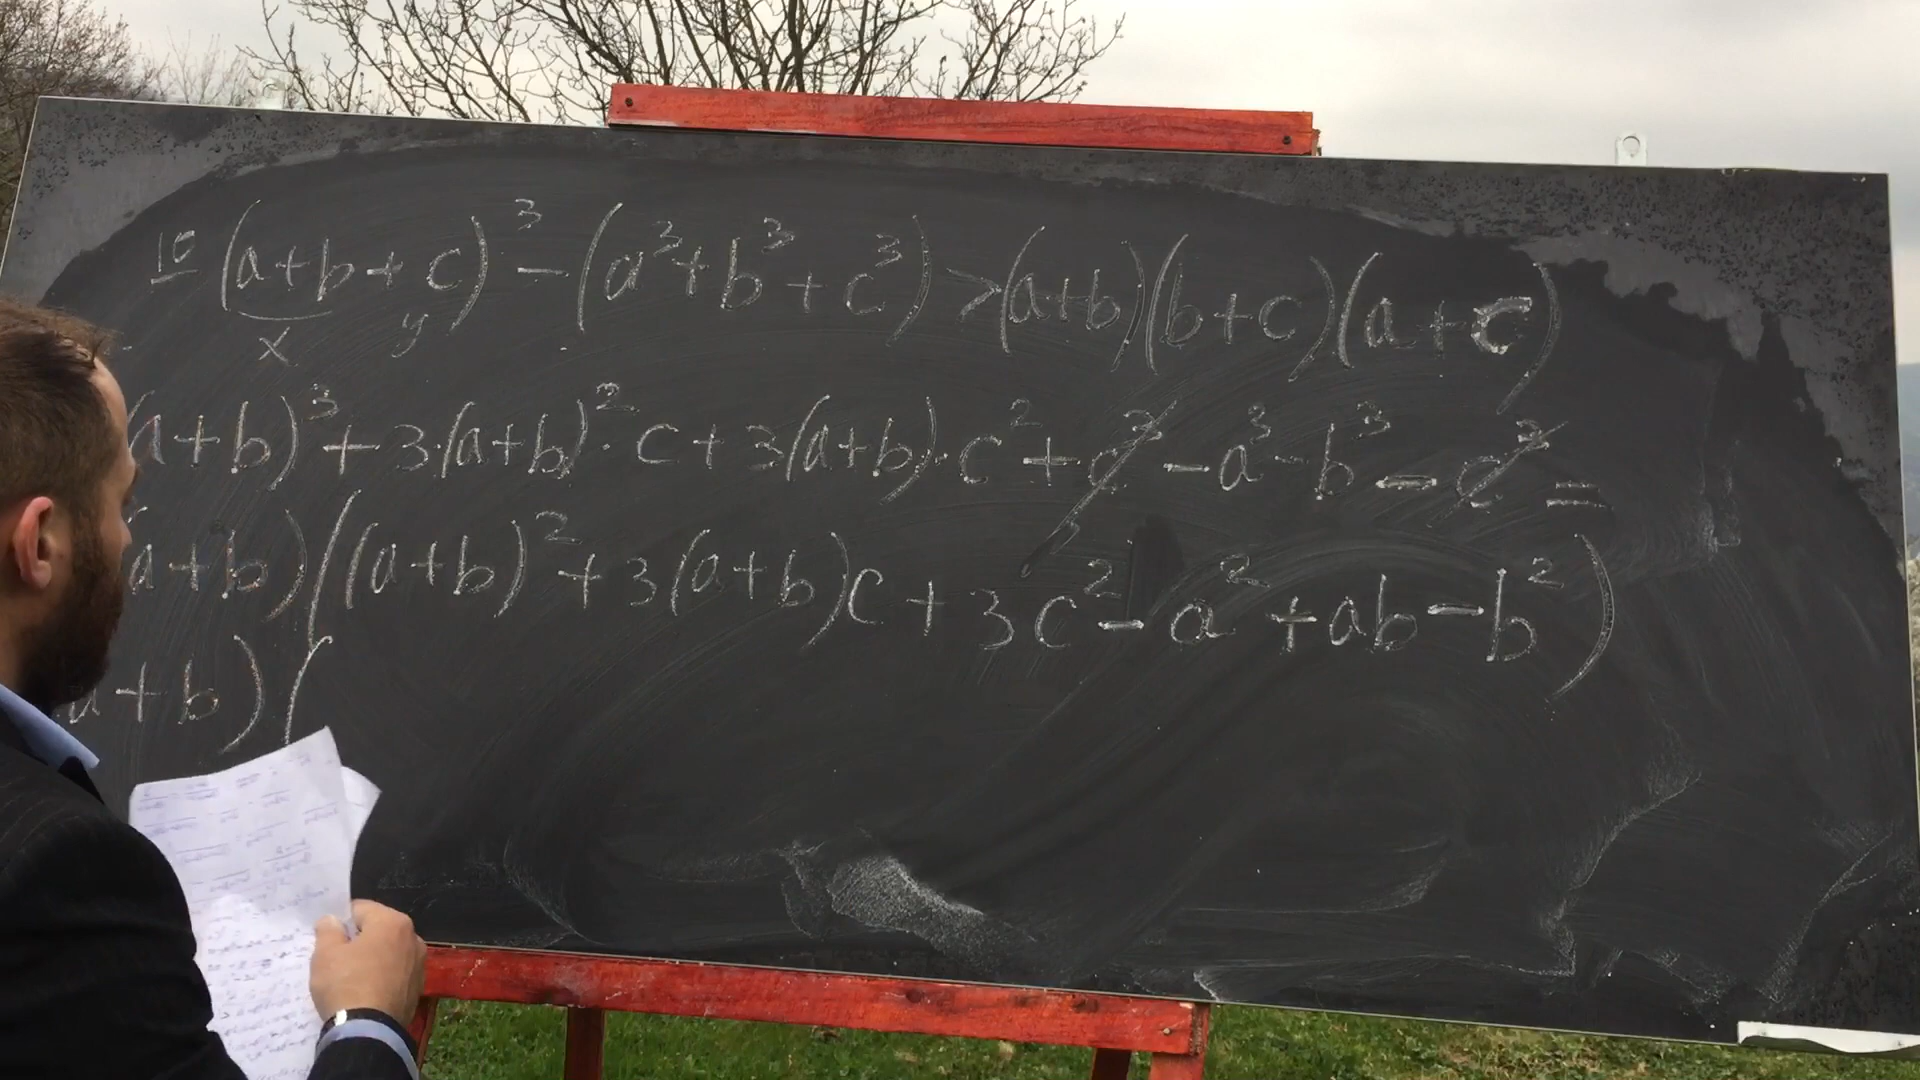 10 (a+b+c)³ - (a³+b³+c³) > (a+b)(b+c)(a+c)
x y
(a+b)³ + 3·(a+b)²·c + 3(a+b)·c² + c³ - a³ - b³ - c³ =
(a+b)((a+b)² + 3(a+b)c + 3c² - a² + ab - b²)
a+b)(